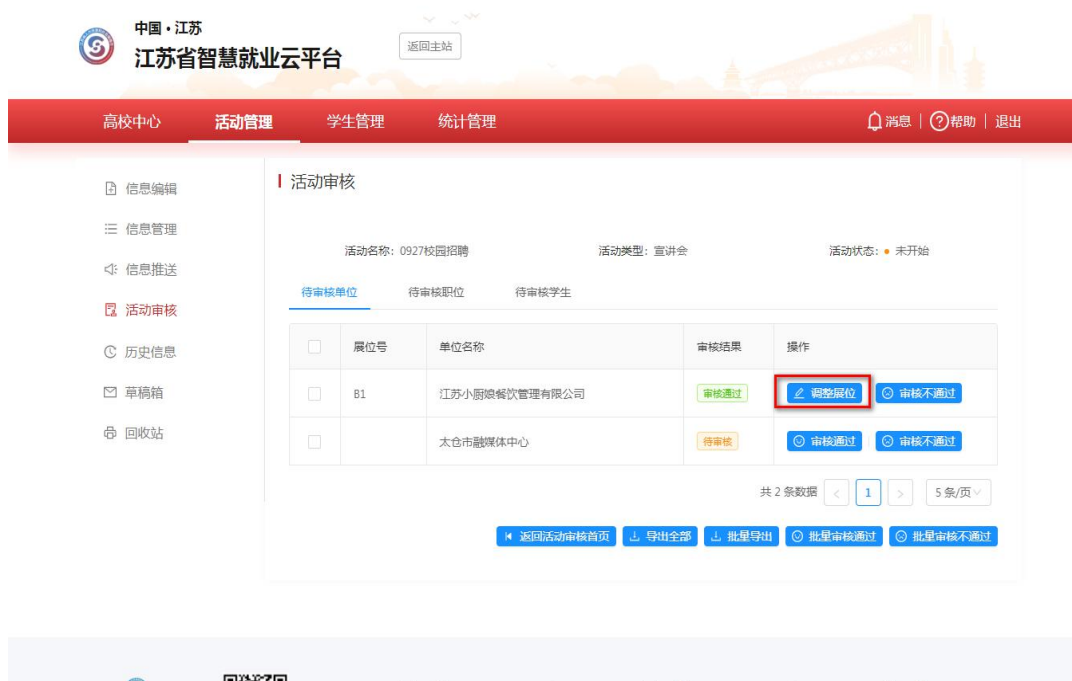 中国·江苏
江苏省智慧就业云平台
返回主站
高校中心 活动管理 学生管理 统计管理 消息 | 帮助 | 退出
信息编辑
信息管理
信息推送
活动审核
历史信息
草稿箱
回收站
活动审核
活动名称: 0927校园招聘 活动类型: 宣讲会 活动状态: 未开始
待审核单位 待审核职位 待审核学生
展位号 单位名称 审核结果 操作
B1 江苏小厨娘餐饮管理有限公司 审核通过 调整展位 审核不通过
太仓市融媒体中心 待审核 审核通过 审核不通过
共 2 条数据 < 1 > 5 条/页
返回活动审核首页 导出全部 批量导出 批量审核通过 批量审核不通过